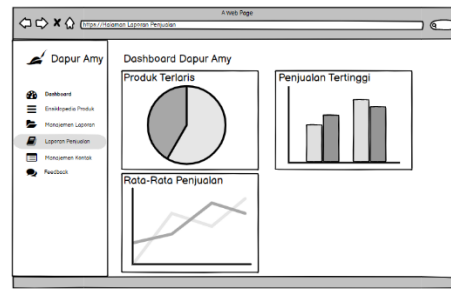 A Web Page
https://Halaman Laporan Penjualan
Dapur Amy
Dashboard
Ensiklopedia Produk
Manajemen Laporan
Laporan Penjualan
Manajemen Kontak
Feedback
Dashboard Dapur Amy
Produk Terlaris
Penjualan Tertinggi
Rata-Rata Penjualan